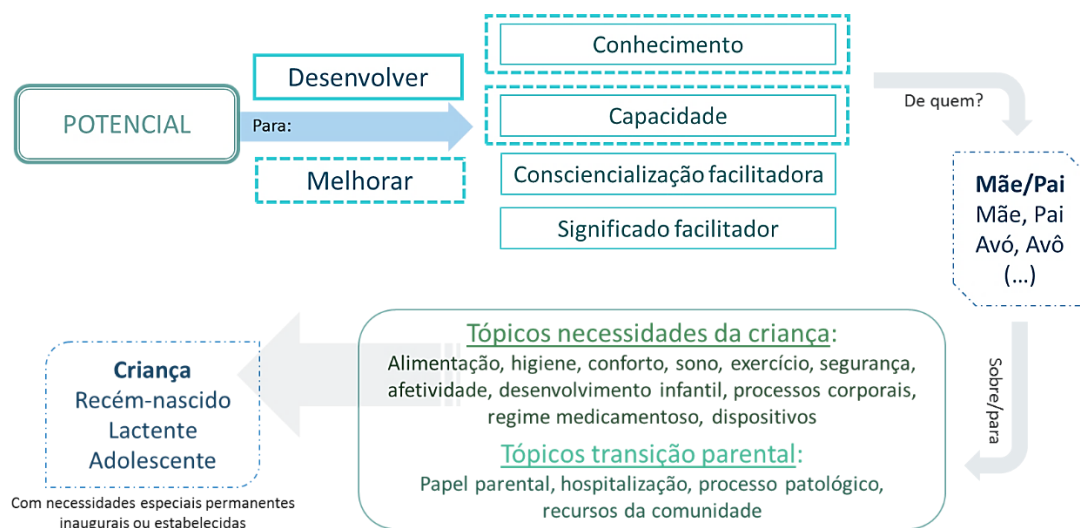 POTENCIAL
Desenvolver
Para:
Melhorar
Conhecimento
Capacidade
Consciencialização facilitadora
Significado facilitador
De quem?
Mãe/Pai
Mãe, Pai
Avó, Avô
(...)
Sobre/para
Tópicos necessidades da criança:
Alimentação, higiene, conforto, sono, exercício, segurança,
afetividade, desenvolvimento infantil, processos corporais,
regime medicamentoso, dispositivos
Tópicos transição parental:
Papel parental, hospitalização, processo patológico,
recursos da comunidade
Criança
Recém-nascido
Lactente
Adolescente
Com necessidades especiais permanentes
inaugurais ou estabelecidas